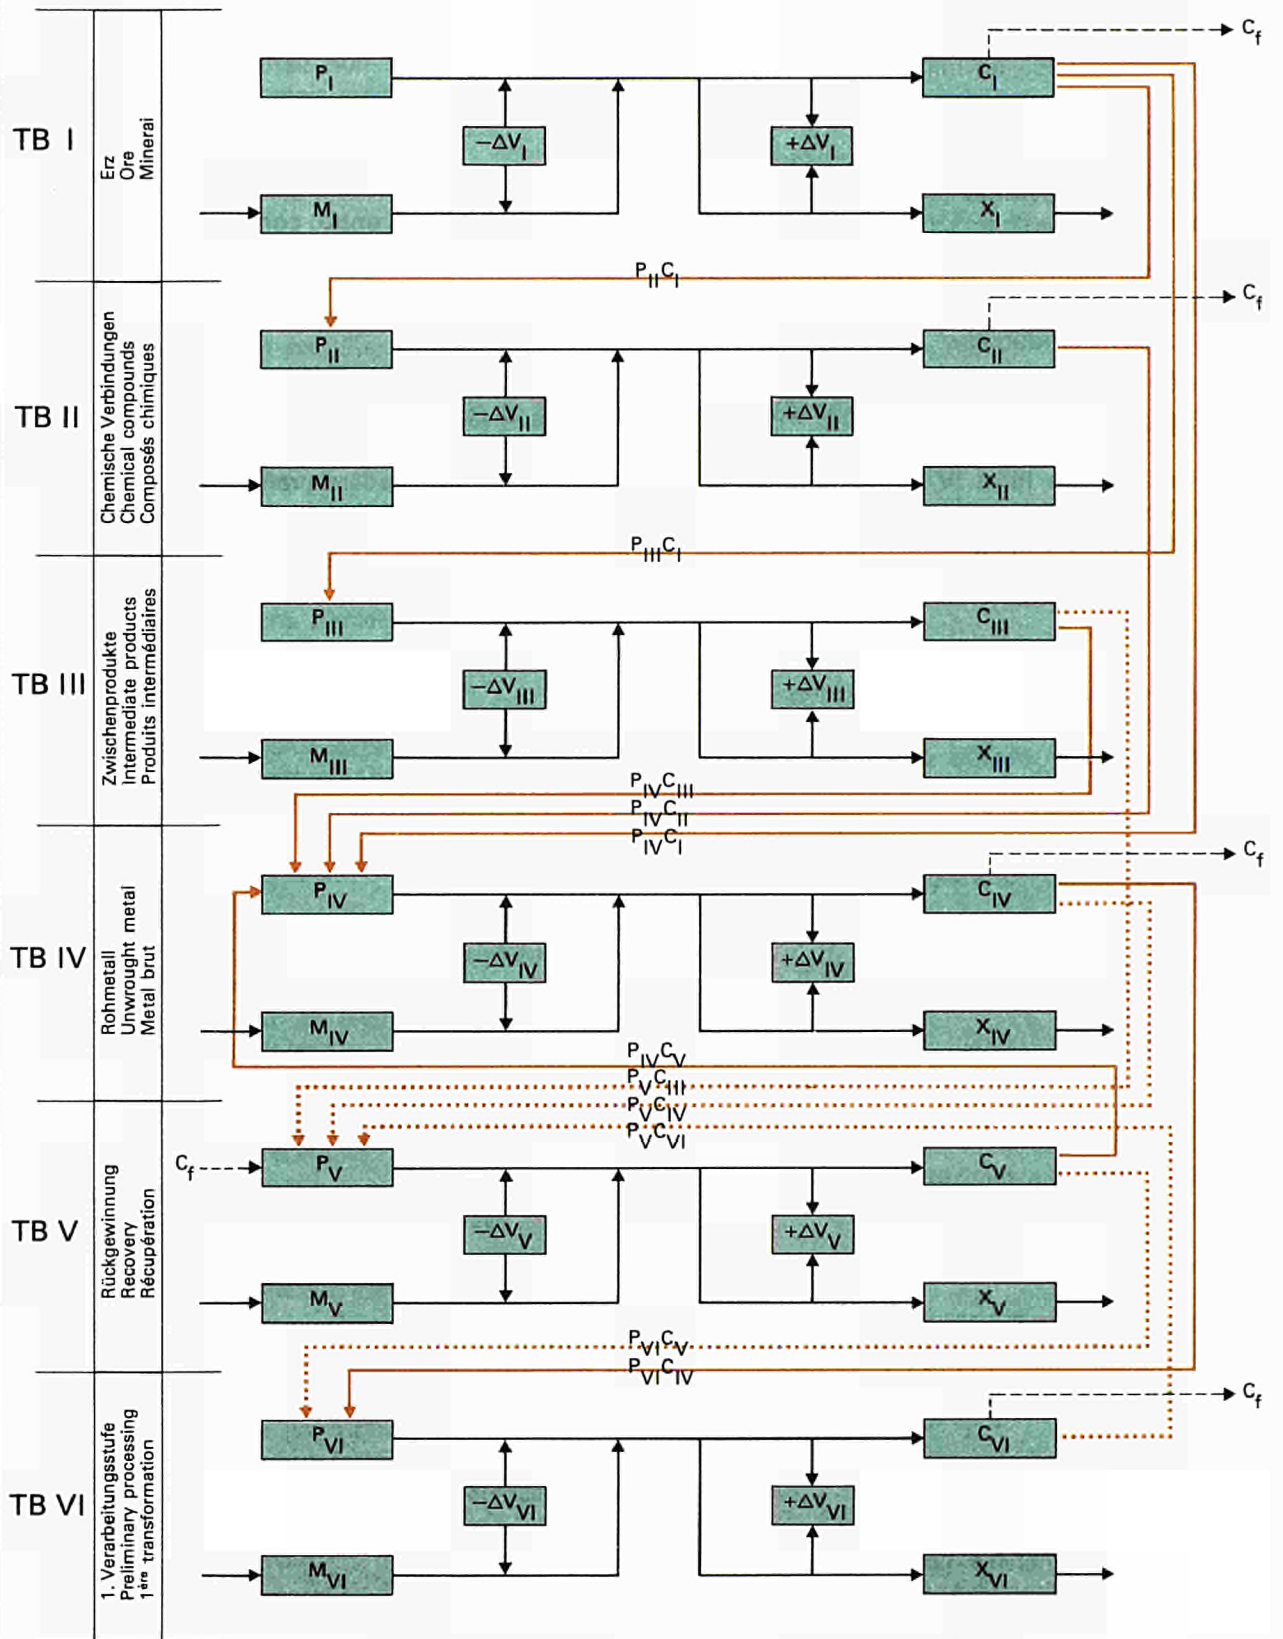 C_f
P_I
C_I
TB I
Erz
Ore
Minerai
−ΔV_I
+ΔV_I
M_I
X_I
P_II C_I
C_f
P_II
C_II
TB II
Chemische Verbindungen
Chemical compounds
Composés chimiques
−ΔV_II
+ΔV_II
M_II
X_II
P_III C_I
P_III
C_III
TB III
Zwischenprodukte
Intermediate products
Produits intermédiaires
−ΔV_III
+ΔV_III
M_III
X_III
P_IV C_III
P_IV C_II
P_IV C_I
C_f
P_IV
C_IV
TB IV
Rohmetall
Unwrought metal
Metal brut
−ΔV_IV
+ΔV_IV
M_IV
X_IV
P_IV C_V
P_V C_III
P_V C_IV
P_V C_VI
C_f
P_V
C_V
TB V
Rückgewinnung
Recovery
Récupération
−ΔV_V
+ΔV_V
M_V
X_V
P_VI C_V
P_VI C_IV
C_f
P_VI
C_VI
TB VI
1. Verarbeitungsstufe
Preliminary processing
1ère transformation
−ΔV_VI
+ΔV_VI
M_VI
X_VI